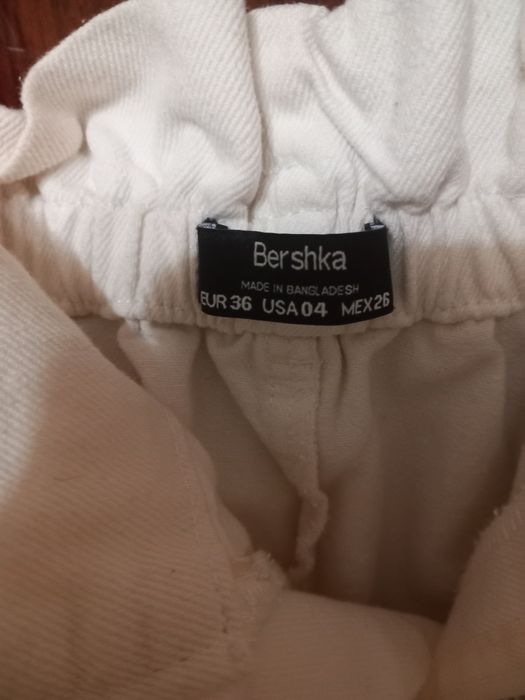 Bershka
MADE IN BANGLADESH
EUR 36 USA 04 MEX 26